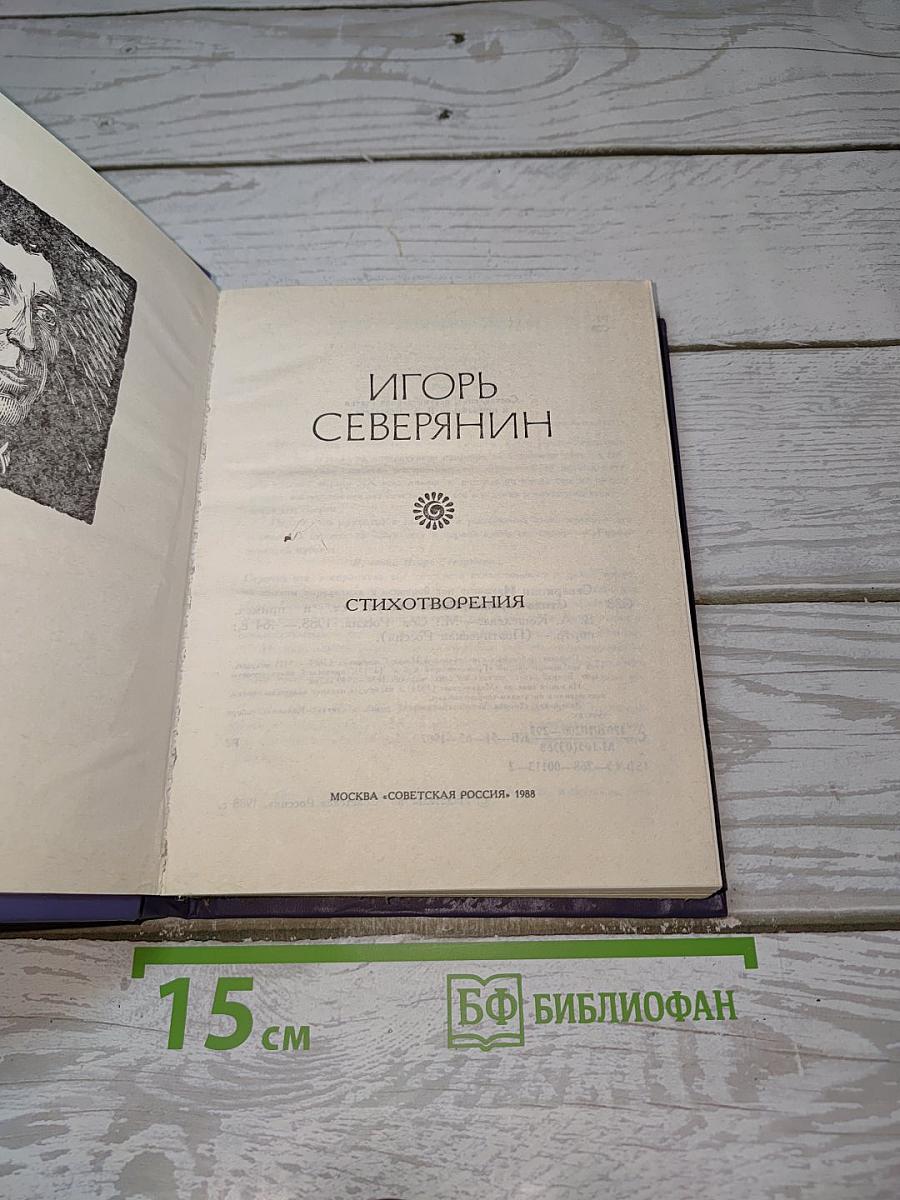 ИГОРЬ
СЕВЕРЯНИН
СТИХОТВОРЕНИЯ
МОСКВА «СОВЕТСКАЯ РОССИЯ» 1988
15 см
БФ БИБЛИОФАН